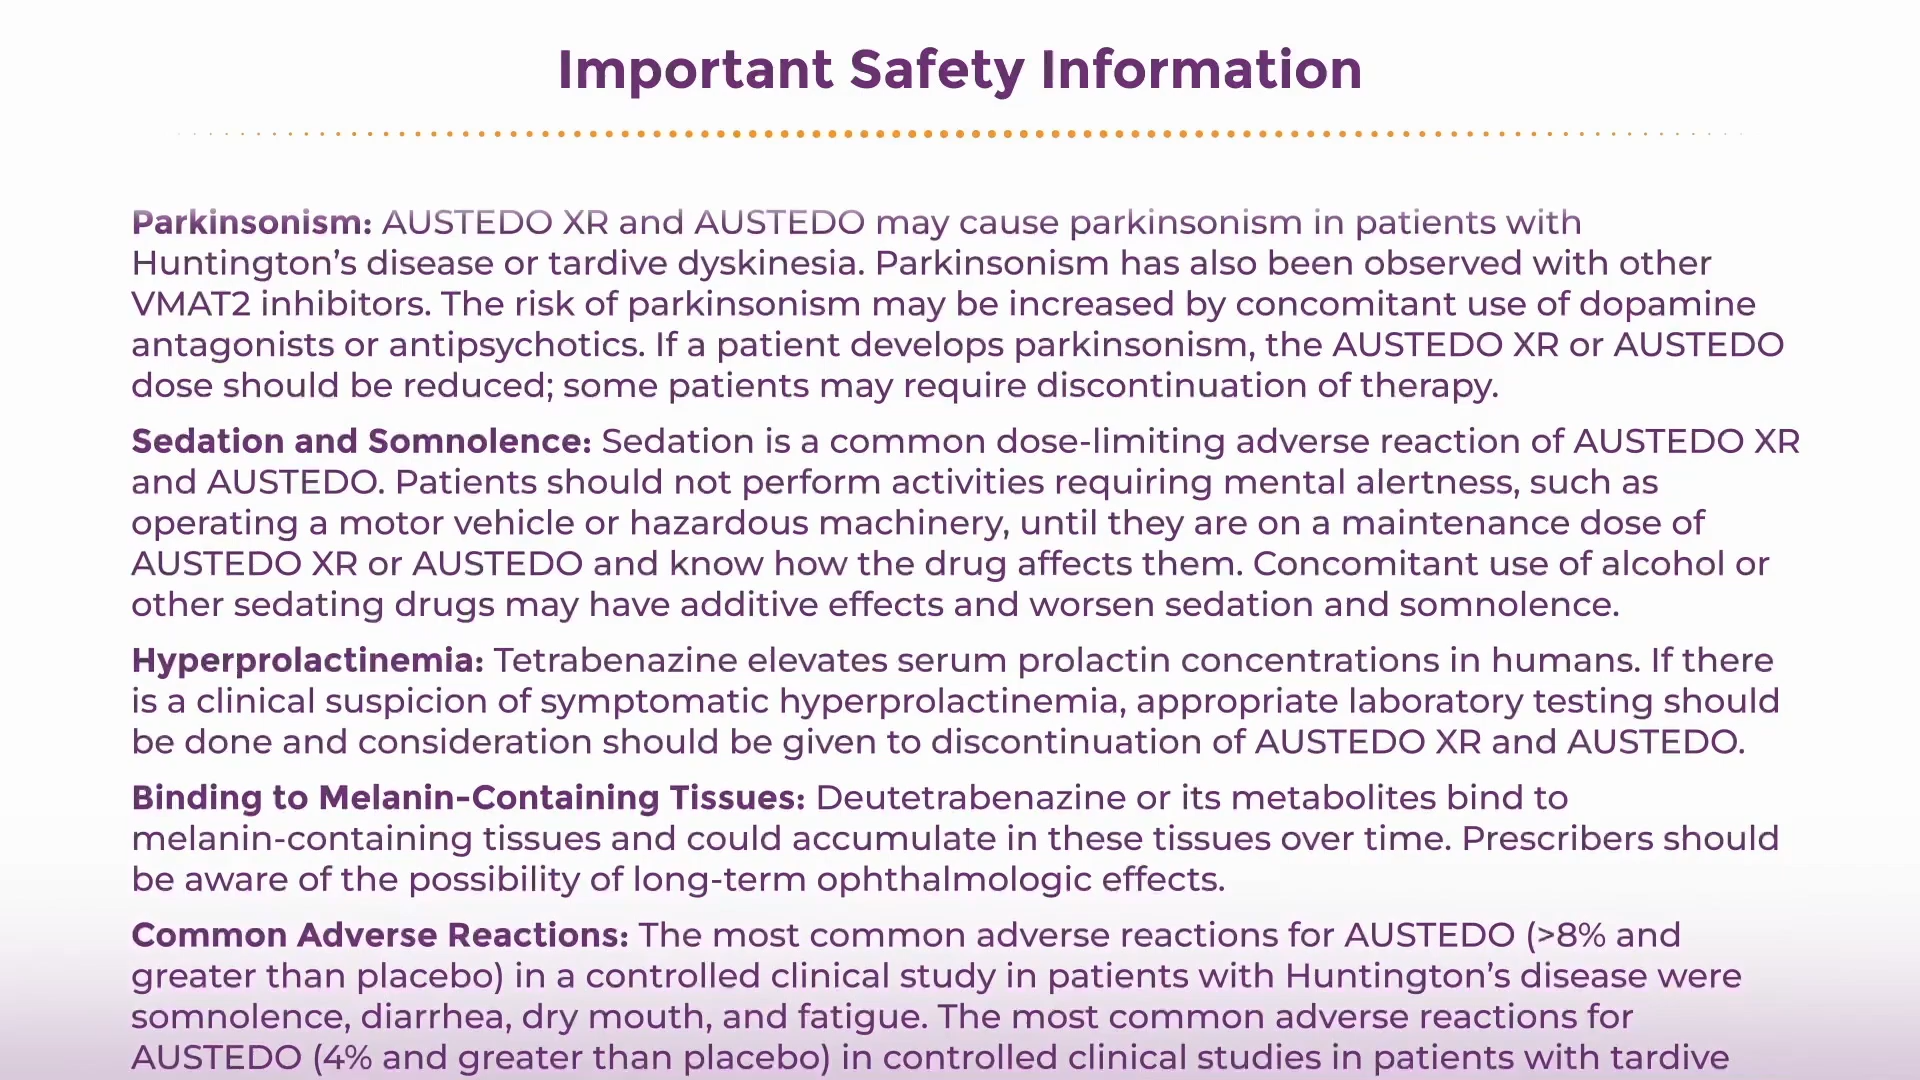 Important Safety Information
Parkinsonism: AUSTEDO XR and AUSTEDO may cause parkinsonism in patients with
Huntington’s disease or tardive dyskinesia. Parkinsonism has also been observed with other
VMAT2 inhibitors. The risk of parkinsonism may be increased by concomitant use of dopamine
antagonists or antipsychotics. If a patient develops parkinsonism, the AUSTEDO XR or AUSTEDO
dose should be reduced; some patients may require discontinuation of therapy.
Sedation and Somnolence: Sedation is a common dose-limiting adverse reaction of AUSTEDO XR
and AUSTEDO. Patients should not perform activities requiring mental alertness, such as
operating a motor vehicle or hazardous machinery, until they are on a maintenance dose of
AUSTEDO XR or AUSTEDO and know how the drug affects them. Concomitant use of alcohol or
other sedating drugs may have additive effects and worsen sedation and somnolence.
Hyperprolactinemia: Tetrabenazine elevates serum prolactin concentrations in humans. If there
is a clinical suspicion of symptomatic hyperprolactinemia, appropriate laboratory testing should
be done and consideration should be given to discontinuation of AUSTEDO XR and AUSTEDO.
Binding to Melanin-Containing Tissues: Deutetrabenazine or its metabolites bind to
melanin-containing tissues and could accumulate in these tissues over time. Prescribers should
be aware of the possibility of long-term ophthalmologic effects.
Common Adverse Reactions: The most common adverse reactions for AUSTEDO (>8% and
greater than placebo) in a controlled clinical study in patients with Huntington’s disease were
somnolence, diarrhea, dry mouth, and fatigue. The most common adverse reactions for
AUSTEDO (4% and greater than placebo) in controlled clinical studies in patients with tardive